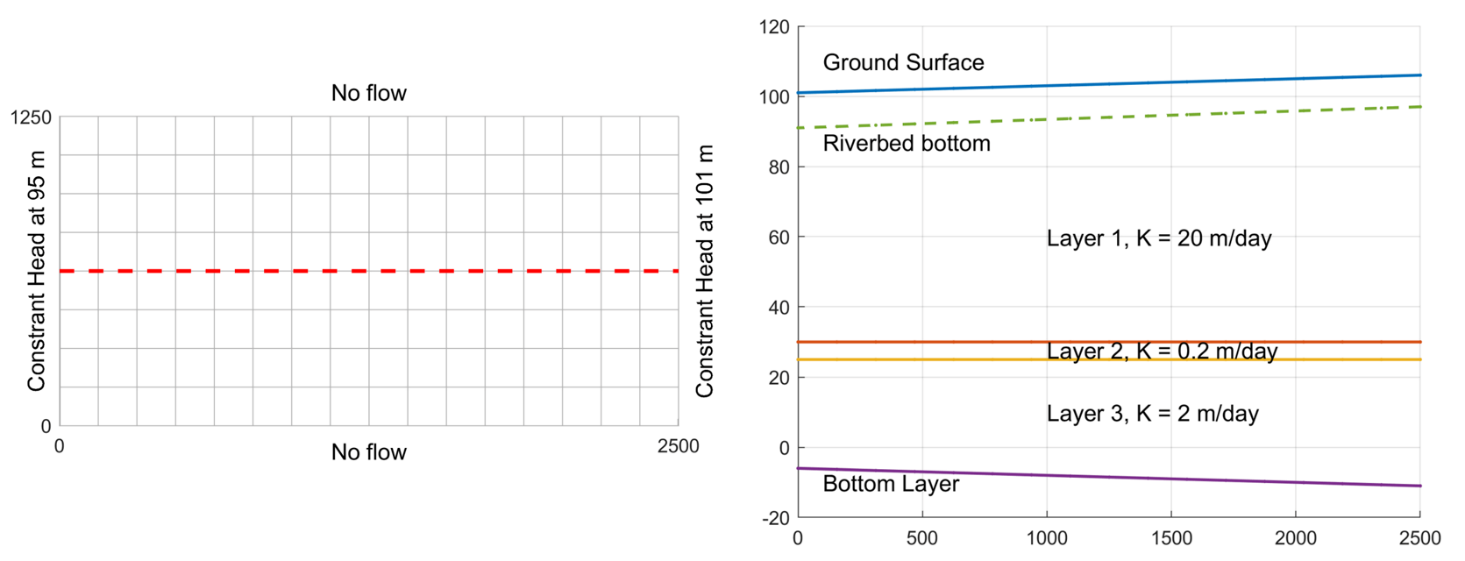 No flow
1250
Constrant Head at 95 m
Constrant Head at 101 m
0
0
2500
No flow
120
100
80
60
40
20
0
-20
Ground Surface
Riverbed bottom
Layer 1, K = 20 m/day
Layer 2, K = 0.2 m/day
Layer 3, K = 2 m/day
Bottom Layer
0
500
1000
1500
2000
2500